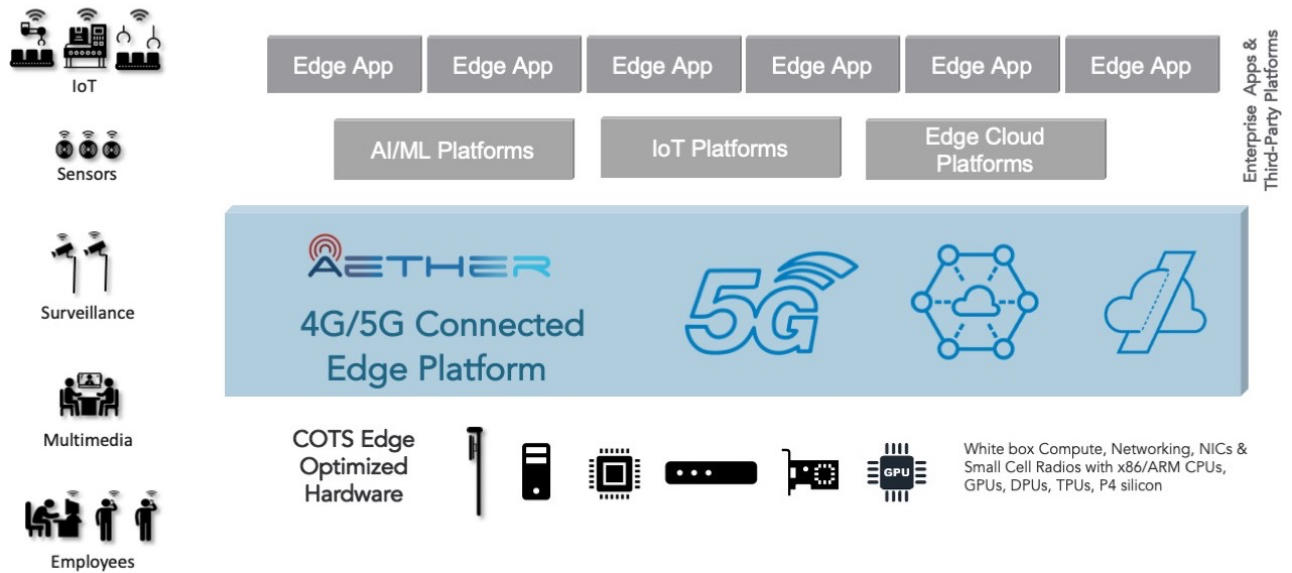 IoT
Sensors
Surveillance
Multimedia
Employees
Edge App
Edge App
Edge App
Edge App
Edge App
Edge App
AI/ML Platforms
IoT Platforms
Edge Cloud
Platforms
Enterprise Apps &
Third-Party Platforms
AETHER
4G/5G Connected
Edge Platform
5G
COTS Edge
Optimized
Hardware
GPU
White box Compute, Networking, NICs &
Small Cell Radios with x86/ARM CPUs,
GPUs, DPUs, TPUs, P4 silicon